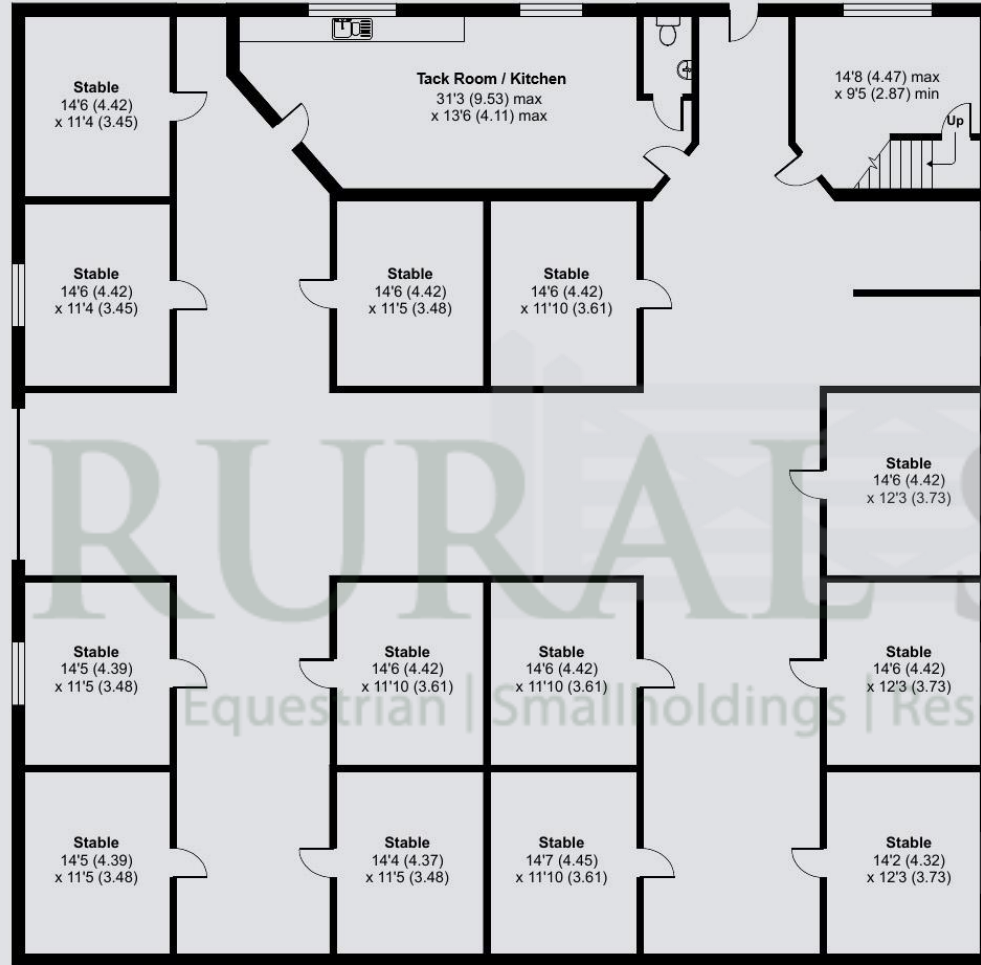 Stable
14'6 (4.42)
x 11'4 (3.45)
Tack Room / Kitchen
31'3 (9.53) max
x 13'6 (4.11) max
14'8 (4.47) max
x 9'5 (2.87) min
Up
Stable
14'6 (4.42)
x 11'4 (3.45)
Stable
14'6 (4.42)
x 11'5 (3.48)
Stable
14'6 (4.42)
x 11'10 (3.61)
Stable
14'6 (4.42)
x 12'3 (3.73)
RURAL S
Stable
14'5 (4.39)
x 11'5 (3.48)
Stable
14'6 (4.42)
x 11'10 (3.61)
Stable
14'6 (4.42)
x 11'10 (3.61)
Stable
14'6 (4.42)
x 12'3 (3.73)
Equestrian | Smallholdings | Res
Stable
14'5 (4.39)
x 11'5 (3.48)
Stable
14'4 (4.37)
x 11'5 (3.48)
Stable
14'7 (4.45)
x 11'10 (3.61)
Stable
14'2 (4.32)
x 12'3 (3.73)